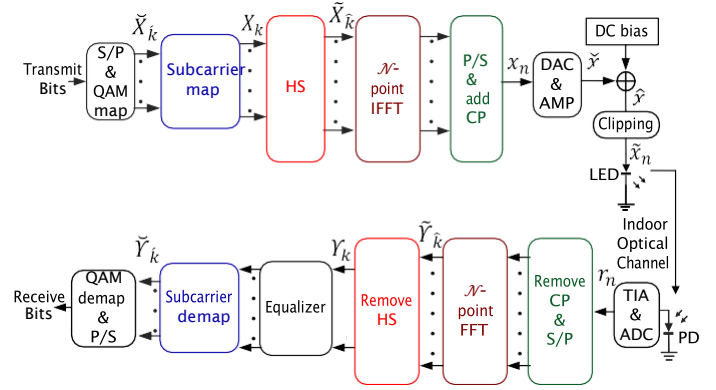 Transmit
Bits
S/P
&
QAM
map
X̆ₖ́
Subcarrier
map
Xₖ
HS
X̃ₖ̂
𝒩-
point
IFFT
P/S
&
add
CP
xₙ
DAC
&
AMP
x̆
DC bias
x̂
Clipping
x̃ₙ
LED
Indoor
Optical
Channel
PD
TIA
&
ADC
rₙ
Remove
CP
&
S/P
𝒩-
point
FFT
Ỹₖ̂
Remove
HS
Yₖ
Equalizer
Subcarrier
demap
Y̆ₖ́
QAM
demap
&
P/S
Receive
Bits